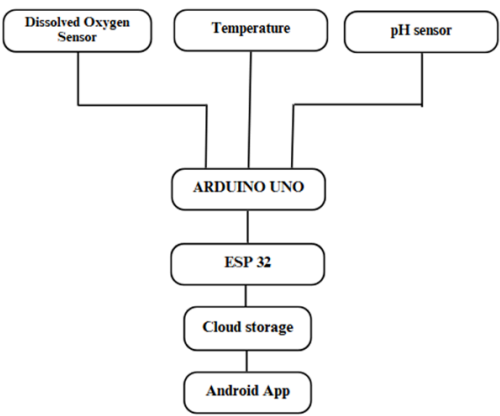 Dissolved Oxygen
Sensor
Temperature
pH sensor
ARDUINO UNO
ESP 32
Cloud storage
Android App